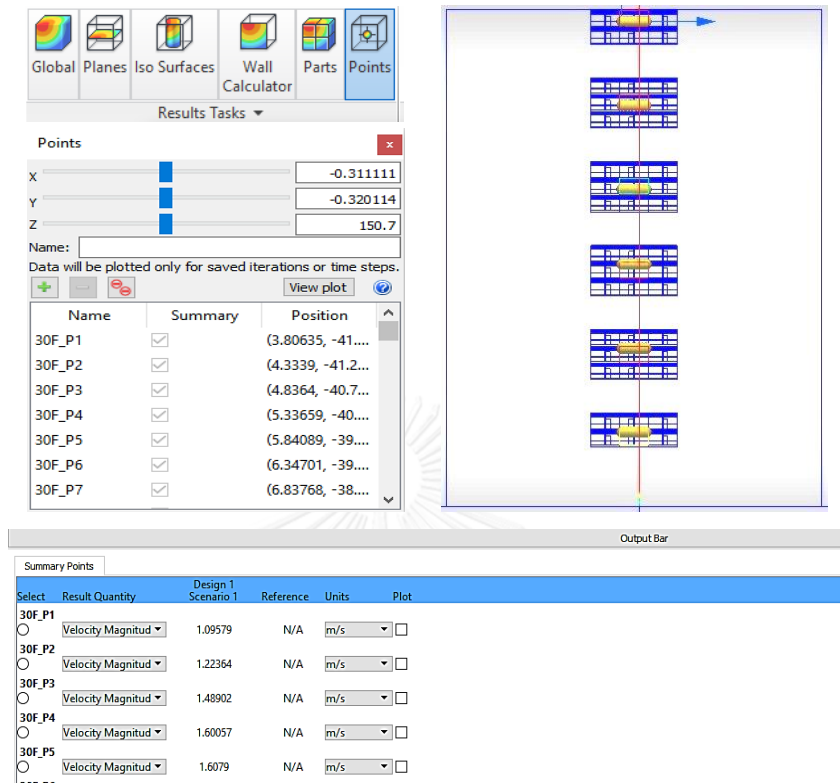 Global Planes Iso Surfaces Wall Calculator Parts Points
Results Tasks
Points
X -0.311111
Y -0.320114
Z 150.7
Name:
Data will be plotted only for saved iterations or time steps.
View plot
Name Summary Position
30F_P1 (3.80635, -41....
30F_P2 (4.3339, -41.2...
30F_P3 (4.8364, -40.7...
30F_P4 (5.33659, -40....
30F_P5 (5.84089, -39....
30F_P6 (6.34701, -39....
30F_P7 (6.83768, -38....
Output Bar
Summary Points
Select Result Quantity Design 1 Scenario 1 Reference Units Plot
30F_P1
Velocity Magnitud 1.09579 N/A m/s
30F_P2
Velocity Magnitud 1.22364 N/A m/s
30F_P3
Velocity Magnitud 1.48902 N/A m/s
30F_P4
Velocity Magnitud 1.60057 N/A m/s
30F_P5
Velocity Magnitud 1.6079 N/A m/s